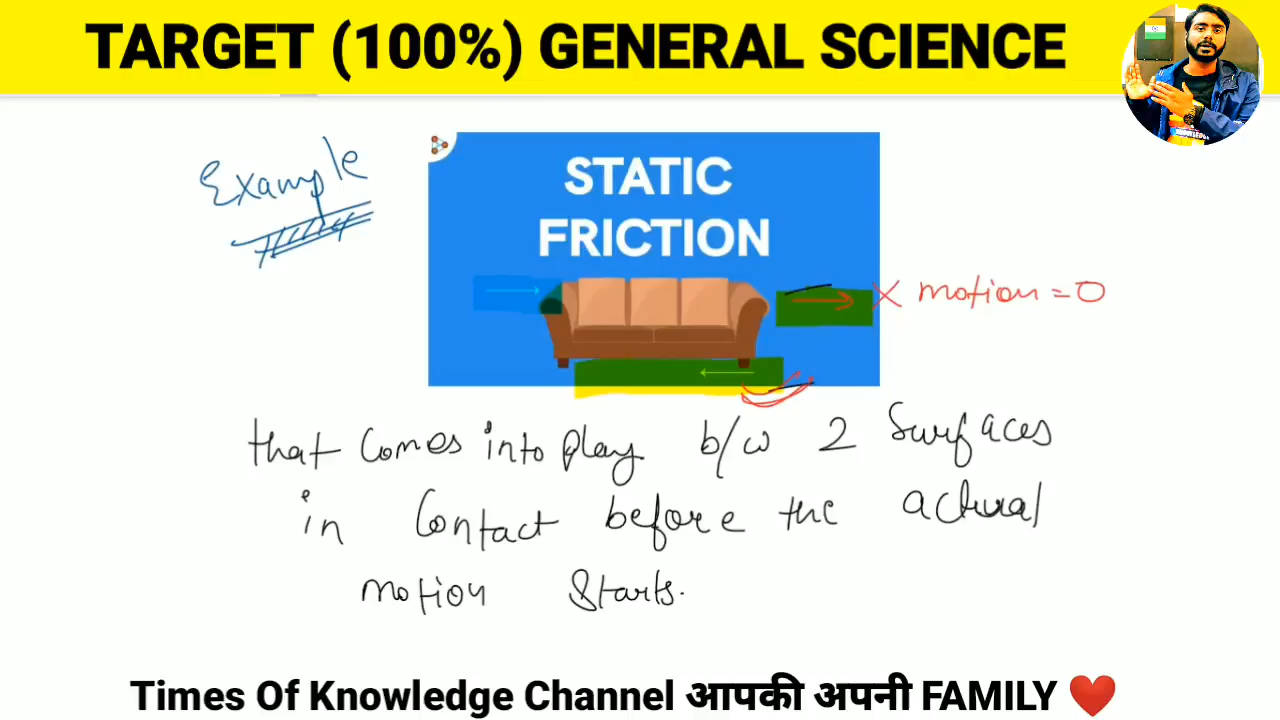 TARGET (100%) GENERAL SCIENCE
Example
STATIC
FRICTION
X motion = 0
that comes into play b/w 2 Surfaces
in Contact before the actual
motion Starts.
Times Of Knowledge Channel आपकी अपनी FAMILY ❤️